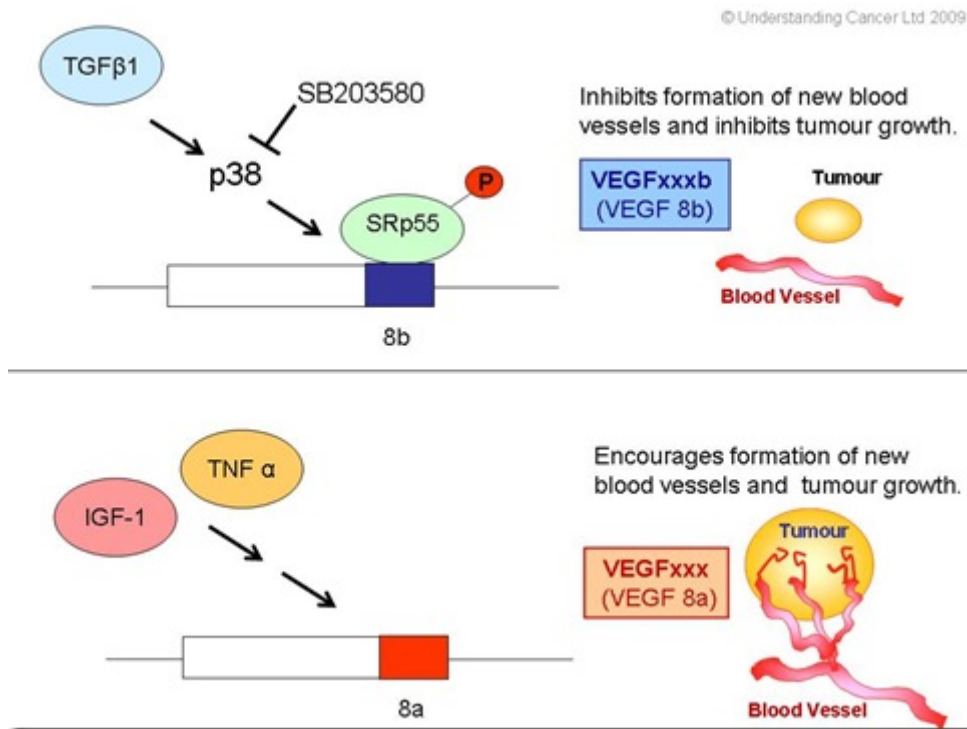 © Understanding Cancer Ltd 2009
TGFβ1
SB203580
p38
P
SRp55
8b
Inhibits formation of new blood
vessels and inhibits tumour growth.
VEGFxxxb
(VEGF 8b)
Tumour
Blood Vessel
TNF α
IGF-1
8a
Encourages formation of new
blood vessels and tumour growth.
VEGFxxx
(VEGF 8a)
Tumour
Blood Vessel